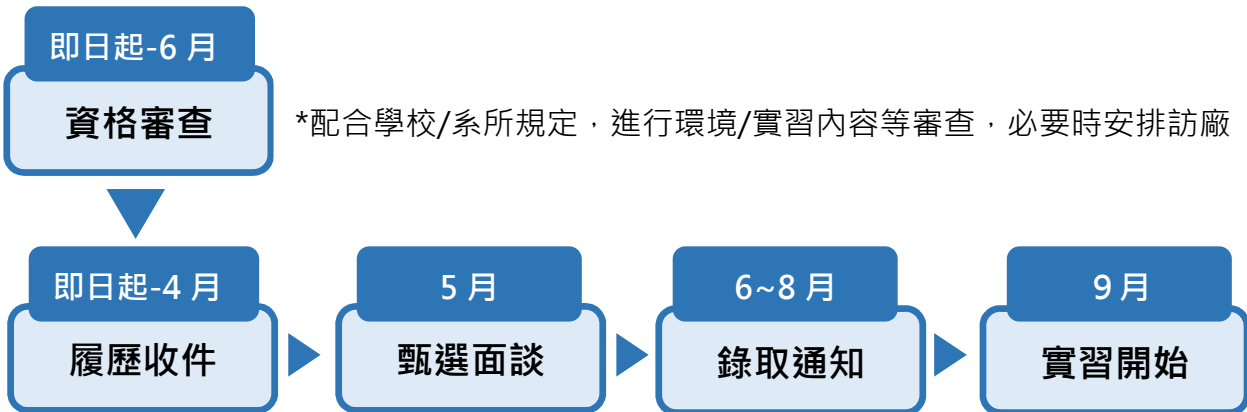 即日起-6 月
資格審查
*配合學校/系所規定，進行環境/實習內容等審查，必要時安排訪廠
即日起-4 月
履歷收件
5 月
甄選面談
6~8 月
錄取通知
9 月
實習開始